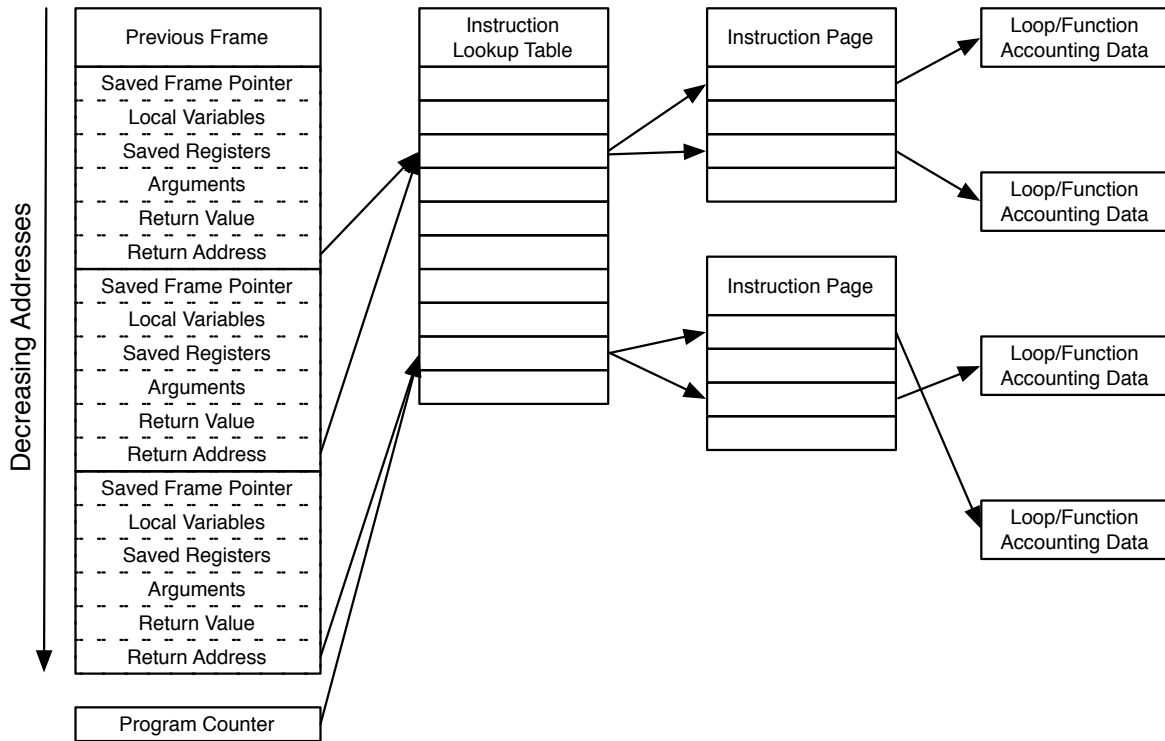 Decreasing Addresses
Previous Frame
Saved Frame Pointer
Local Variables
Saved Registers
Arguments
Return Value
Return Address
Saved Frame Pointer
Local Variables
Saved Registers
Arguments
Return Value
Return Address
Saved Frame Pointer
Local Variables
Saved Registers
Arguments
Return Value
Return Address
Program Counter
Instruction
Lookup Table
Instruction Page
Instruction Page
Loop/Function
Accounting Data
Loop/Function
Accounting Data
Loop/Function
Accounting Data
Loop/Function
Accounting Data